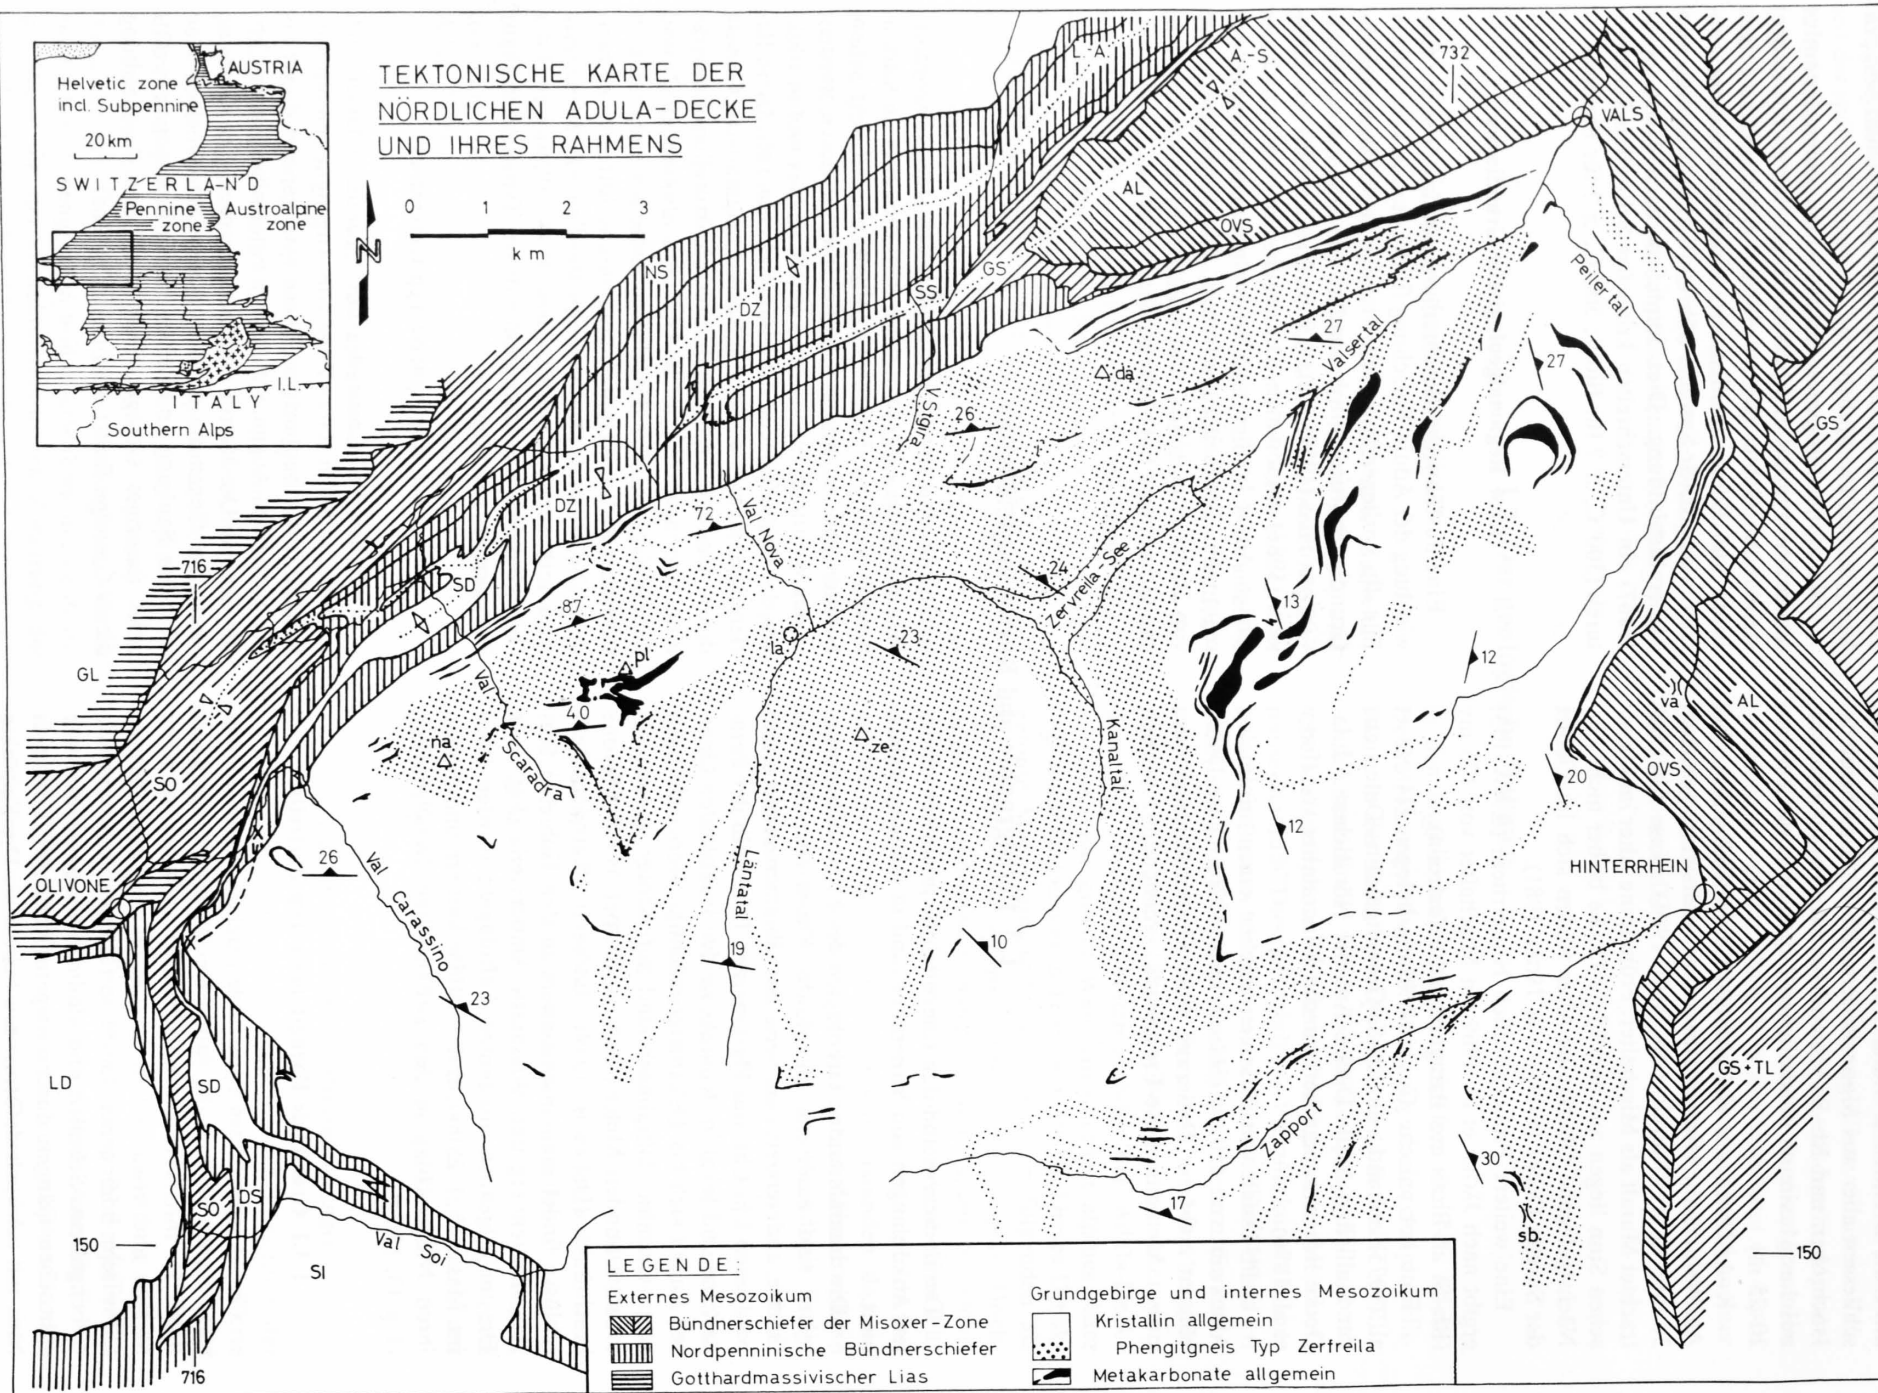 AUSTRIA
Helvetic zone
incl. Subpennine
20 km
SWITZERLAND
Pennine
zone
Austroalpine
zone
I.L.
ITALY
Southern Alps
TEKTONISCHE KARTE DER
NÖRDLICHEN ADULA-DECKE
UND IHRES RAHMENS
N
0 1 2 3
km
L.-A.
A.-S.
732
VALS
AL
OVS
NS
GS
SS
DZ
Peilertal
27
Valsertal
27
da
GS
V. Stgira
26
DZ
72
Val Nova
716
SD
24
Zervreila-See
87
13
GL
la
23
12
pl
Val Scaradra
va
AL
40
na
ze
Kanaltal
SO
OVS
20
12
26
Val Carassino
Läntatal
HINTERRHEIN
OLIVONE
10
19
23
LD
SD
GS+TL
Zapport
30
SO
DS
17
sb
150
Val Soi
150
SI
716
LEGENDE:
Externes Mesozoikum
Bündnerschiefer der Misoxer-Zone
Nordpenninische Bündnerschiefer
Gotthardmassivischer Lias
Grundgebirge und internes Mesozoikum
Kristallin allgemein
Phengitgneis Typ Zerfreila
Metakarbonate allgemein